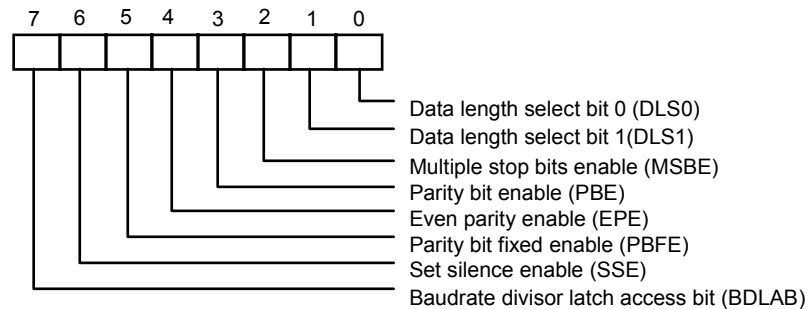 7 6 5 4 3 2 1 0
Data length select bit 0 (DLS0)
Data length select bit 1(DLS1)
Multiple stop bits enable (MSBE)
Parity bit enable (PBE)
Even parity enable (EPE)
Parity bit fixed enable (PBFE)
Set silence enable (SSE)
Baudrate divisor latch access bit (BDLAB)